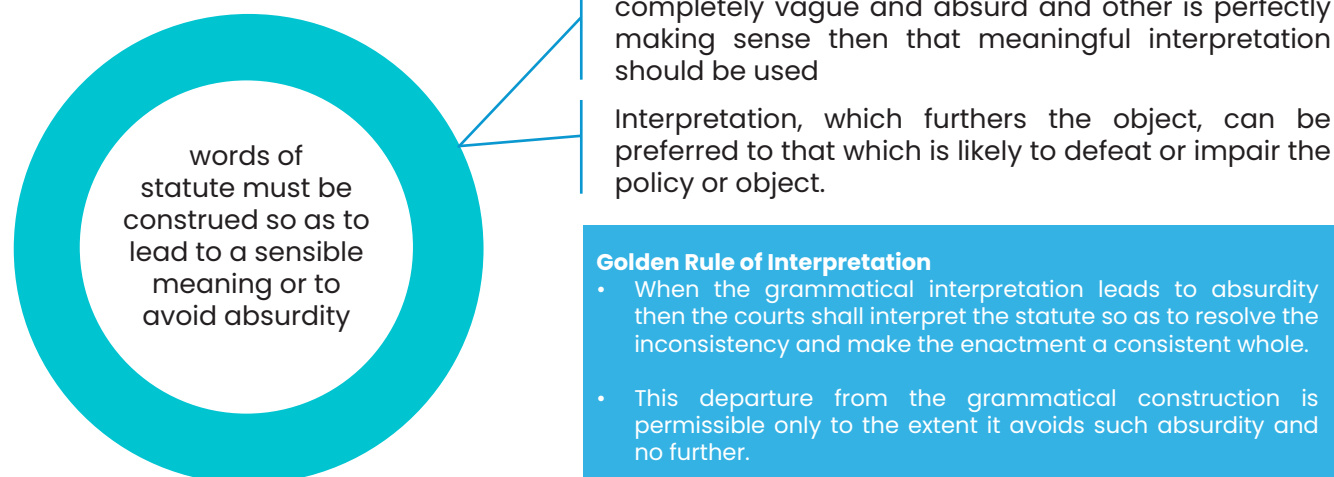 words of
statute must be
construed so as to
lead to a sensible
meaning or to
avoid absurdity
completely vague and absurd and other is perfectly
making sense then that meaningful interpretation
should be used
Interpretation, which furthers the object, can be
preferred to that which is likely to defeat or impair the
policy or object.
Golden Rule of Interpretation
• When the grammatical interpretation leads to absurdity
then the courts shall interpret the statute so as to resolve the
inconsistency and make the enactment a consistent whole.
• This departure from the grammatical construction is
permissible only to the extent it avoids such absurdity and
no further.